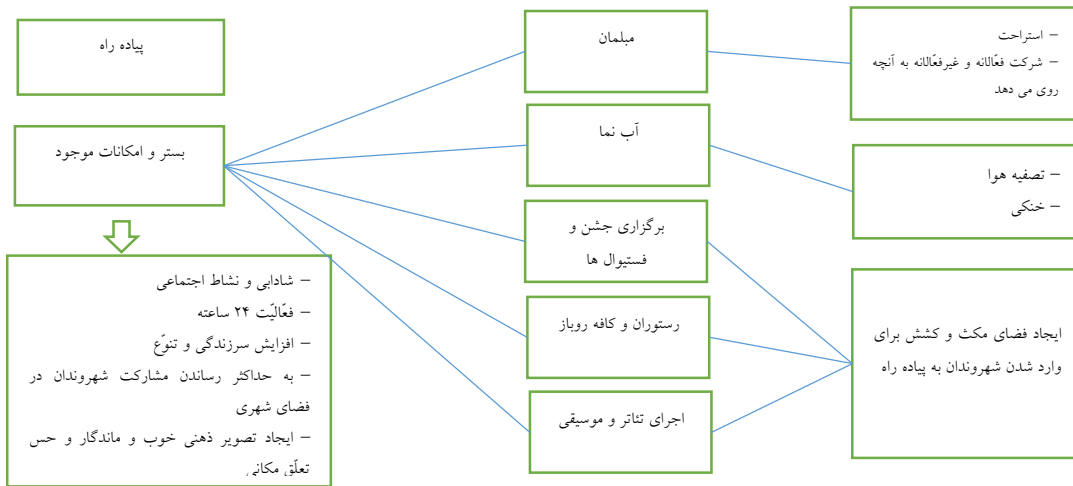 پیاده راه
بستر و امکانات موجود
– شادابی و نشاط اجتماعی
– فعّالیّت ۲۴ ساعته
– افزایش سرزندگی و تنوّع
– به حداکثر رساندن مشارکت شهروندان در
فضای شهری
– ایجاد تصویر ذهنی خوب و ماندگار و حس
تعلّق مکانی
مبلمان
آب نما
برگزاری جشن و
فستیوال ها
رستوران و کافه روباز
اجرای تئاتر و موسیقی
– استراحت
– شرکت فعّالانه و غیرفعّالانه به آنچه
روی می دهد
– تصفیه هوا
– خنکی
ایجاد فضای مکث و کشش برای
وارد شدن شهروندان به پیاده راه